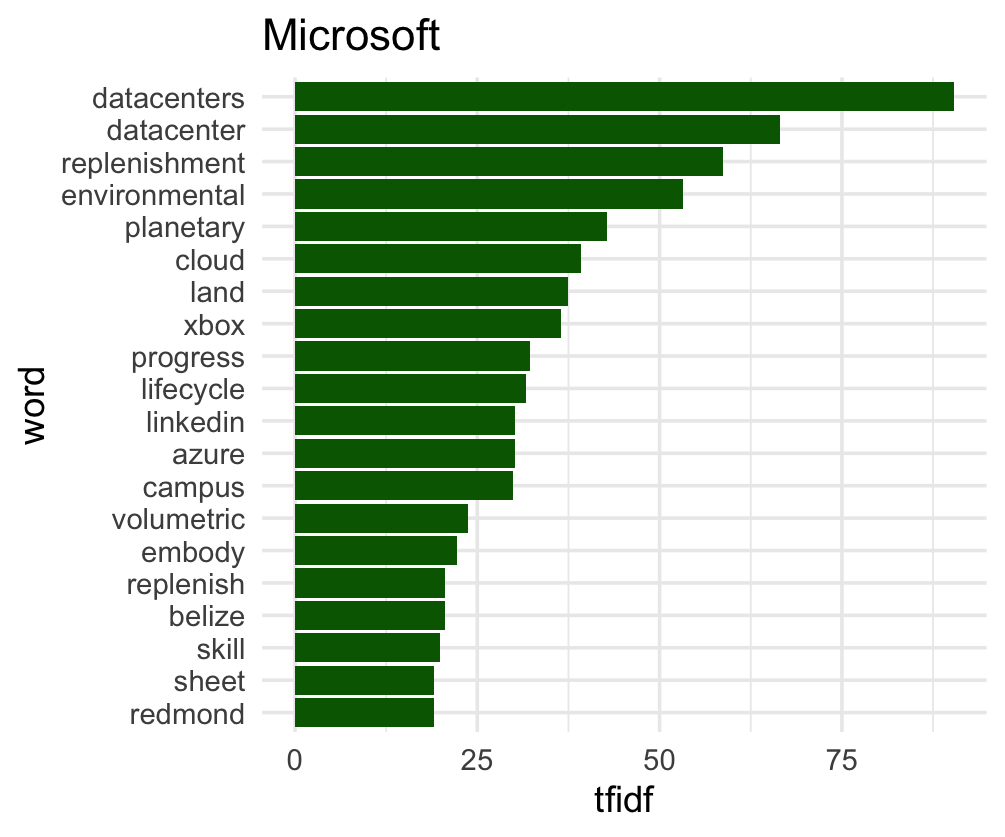 Microsoft
datacenters
datacenter
replenishment
environmental
planetary
cloud
land
xbox
progress
lifecycle
linkedin
azure
campus
volumetric
embody
replenish
belize
skill
sheet
redmond
word
0 25 50 75
tfidf